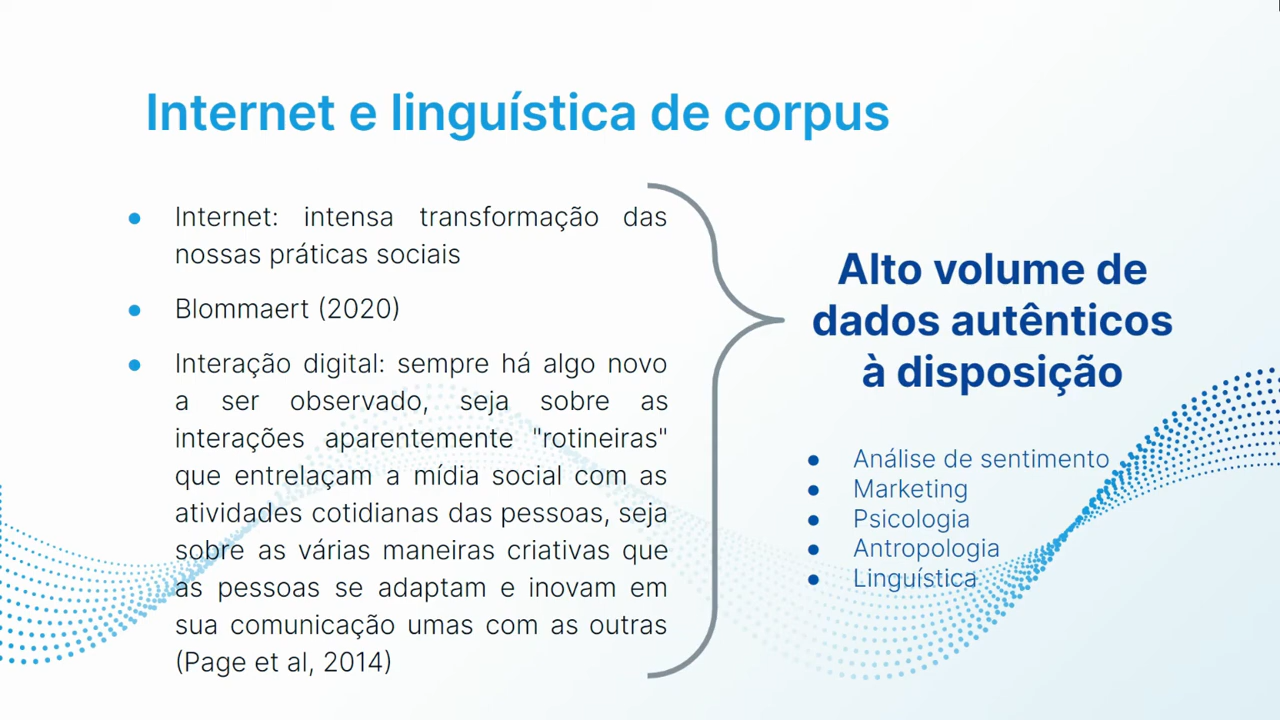 Internet e linguística de corpus
● Internet: intensa transformação das
nossas práticas sociais
● Blommaert (2020)
● Interação digital: sempre há algo novo
a ser observado, seja sobre as
interações aparentemente "rotineiras"
que entrelaçam a mídia social com as
atividades cotidianas das pessoas, seja
sobre as várias maneiras criativas que
as pessoas se adaptam e inovam em
sua comunicação umas com as outras
(Page et al, 2014)
Alto volume de
dados autênticos
à disposição
● Análise de sentimento
● Marketing
● Psicologia
● Antropologia
● Linguística